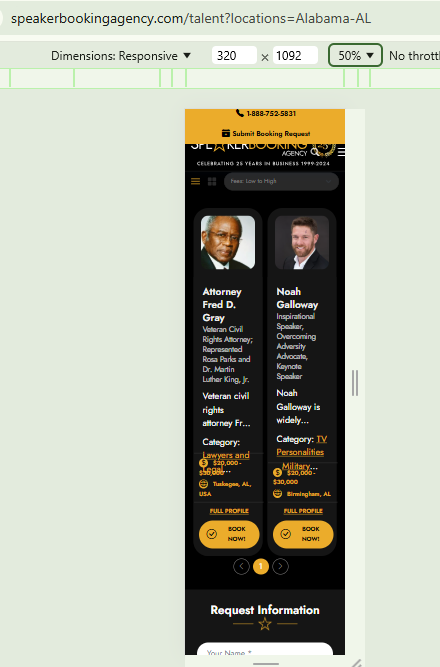 speakerbookingagency.com/talent?locations=Alabama-AL
Dimensions: Responsive ▼ 320 × 1092 50% ▼ No thrott
1-888-752-5831
Submit Booking Request
SPEAKERBOOKING
AGENCY
CELEBRATING 25 YEARS IN BUSINESS 1999-2024
Fees: Low to High
Attorney
Fred D.
Gray
Veteran Civil
Rights Attorney;
Represented
Rosa Parks and
Dr. Martin
Luther King, Jr.
Veteran civil
rights
attorney Fr...
Category:
Lawyers and
Legal...
$20,000 -
$30,000
Tuskegee, AL,
USA
FULL PROFILE
BOOK
NOW!
Noah
Galloway
Inspirational
Speaker,
Overcoming
Adversity
Advocate,
Keynote
Speaker
Noah
Galloway is
widely...
Category: TV
Personalities
Military...
$20,000 -
$30,000
Birmingham, AL
FULL PROFILE
BOOK
NOW!
1
Request Information
Your Name *